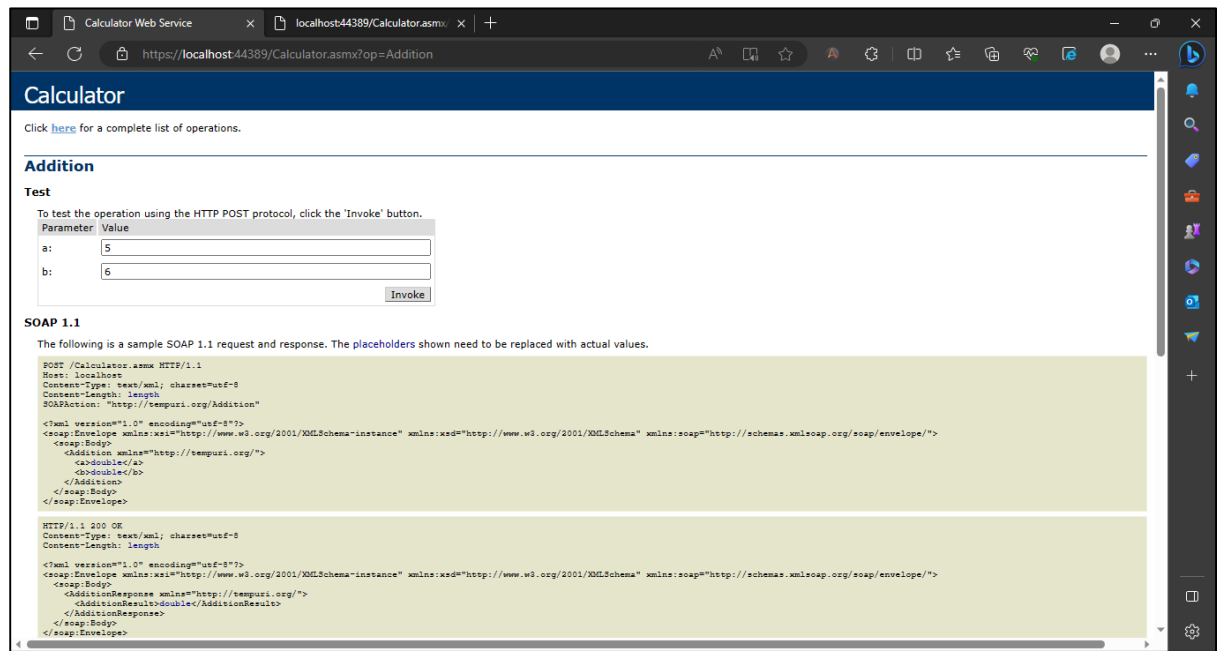 Calculator Web Service
localhost:44389/Calculator.asmx/
https://localhost:44389/Calculator.asmx?op=Addition
Calculator
Click here for a complete list of operations.
Addition
Test
To test the operation using the HTTP POST protocol, click the 'Invoke' button.
Parameter Value
a: 5
b: 6
Invoke
SOAP 1.1
The following is a sample SOAP 1.1 request and response. The placeholders shown need to be replaced with actual values.
POST /Calculator.asmx HTTP/1.1
Host: localhost
Content-Type: text/xml; charset=utf-8
Content-Length: length
SOAPAction: "http://tempuri.org/Addition"
<?xml version="1.0" encoding="utf-8"?>
<soap:Envelope xmlns:xsi="http://www.w3.org/2001/XMLSchema-instance" xmlns:xsd="http://www.w3.org/2001/XMLSchema" xmlns:soap="http://schemas.xmlsoap.org/soap/envelope/">
<soap:Body>
<Addition xmlns="http://tempuri.org/">
<a>double</a>
<b>double</b>
</Addition>
</soap:Body>
</soap:Envelope>
HTTP/1.1 200 OK
Content-Type: text/xml; charset=utf-8
Content-Length: length
<?xml version="1.0" encoding="utf-8"?>
<soap:Envelope xmlns:xsi="http://www.w3.org/2001/XMLSchema-instance" xmlns:xsd="http://www.w3.org/2001/XMLSchema" xmlns:soap="http://schemas.xmlsoap.org/soap/envelope/">
<soap:Body>
<AdditionResponse xmlns="http://tempuri.org/">
<AdditionResult>double</AdditionResult>
</AdditionResponse>
</soap:Body>
</soap:Envelope>